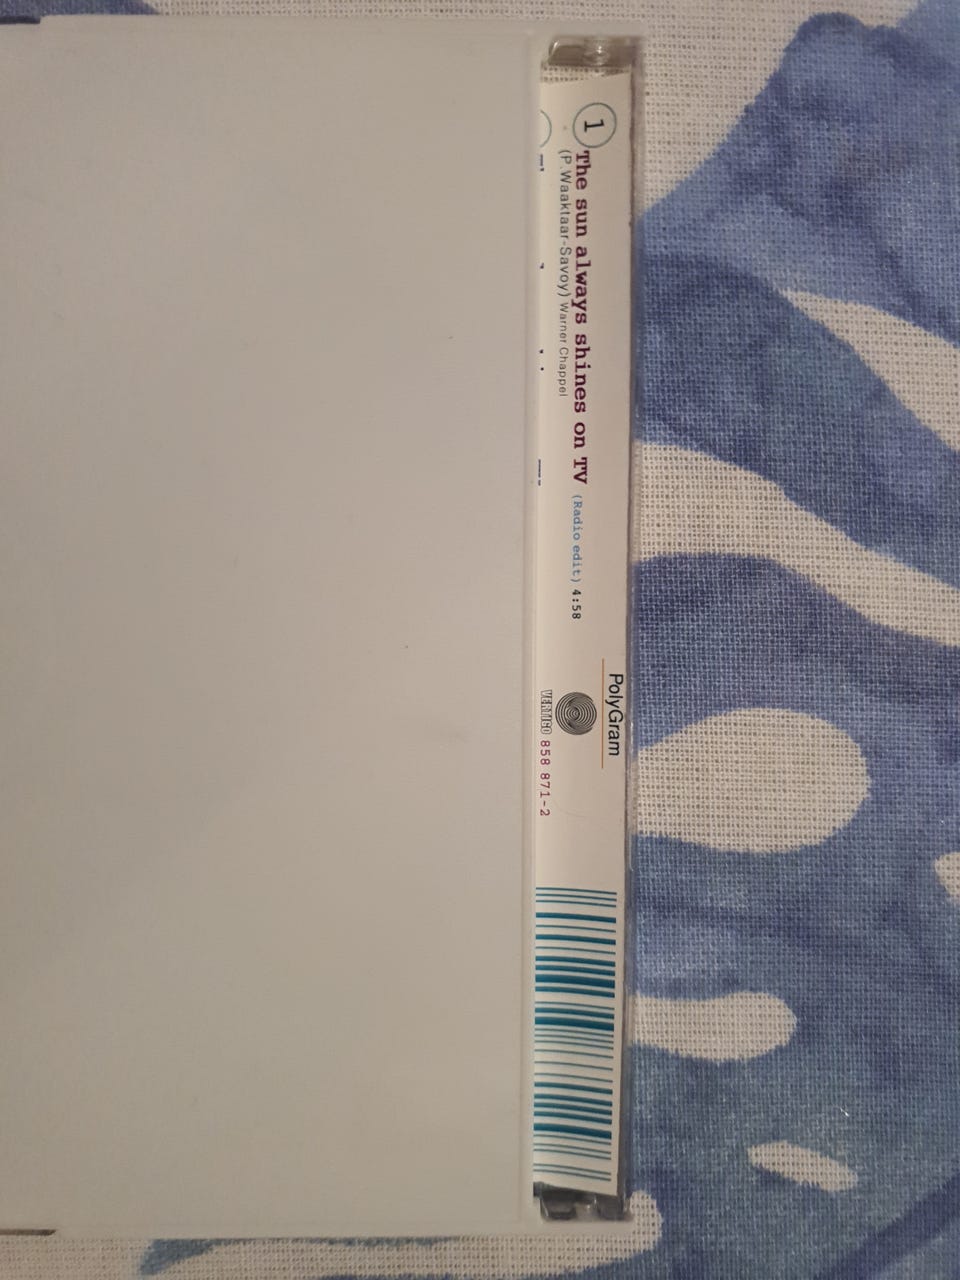 1 The sun always shines on TV (Radio edit) 4:58
(P.Waaktaar-Savoy) Warner Chappel
PolyGram
VERTIGO 858 871-2